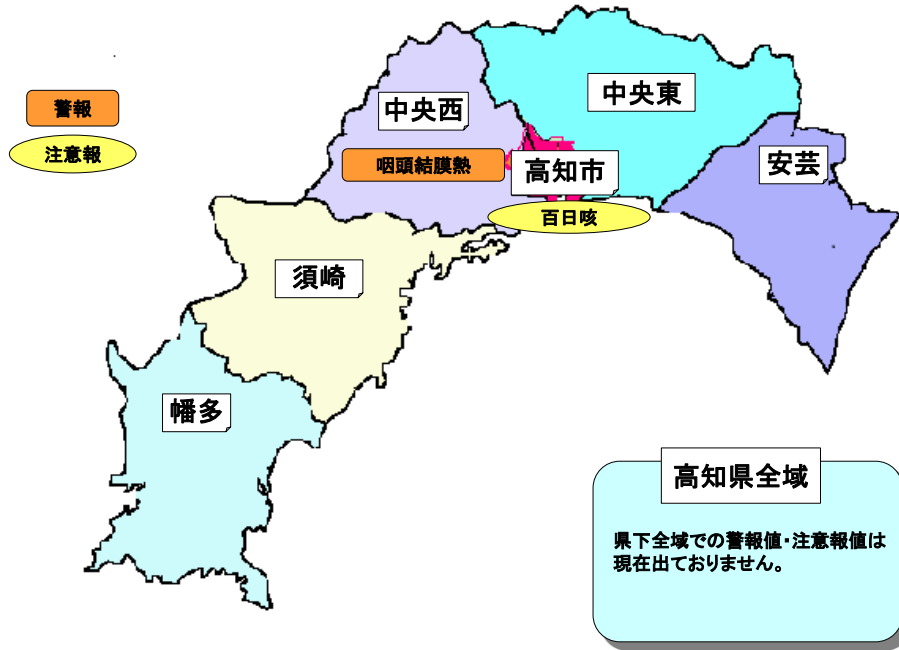 警報
注意報
中央西
中央東
咽頭結膜熱
高知市
安芸
百日咳
須崎
幡多
高知県全域
県下全域での警報値・注意報値は
現在出ておりません。